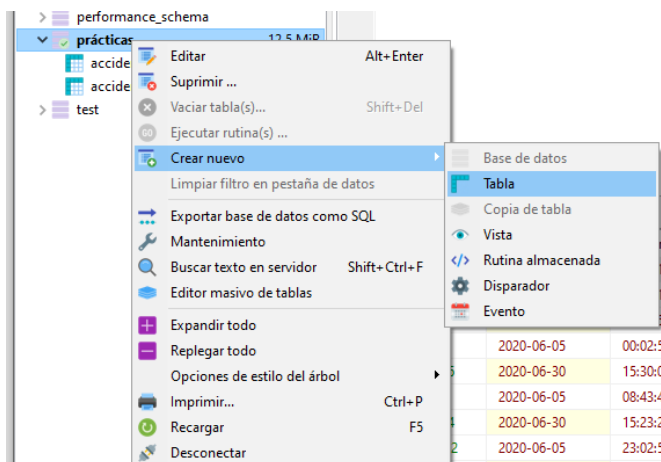 performance_schema
prácticas 12,5 MiB
accide
accide
test
Editar Alt+Enter
Suprimir ...
Vaciar tabla(s)... Shift+Del
Ejecutar rutina(s) ...
Crear nuevo
Limpiar filtro en pestaña de datos
Exportar base de datos como SQL
Mantenimiento
Buscar texto en servidor Shift+Ctrl+F
Editor masivo de tablas
Expandir todo
Replegar todo
Opciones de estilo del árbol
Imprimir... Ctrl+P
Recargar F5
Desconectar
Base de datos
Tabla
Copia de tabla
Vista
Rutina almacenada
Disparador
Evento
2020-06-05 00:02:5
2020-06-30 15:30:0
2020-06-05 08:43:4
2020-06-30 15:23:2
2 2020-06-05 23:02:5